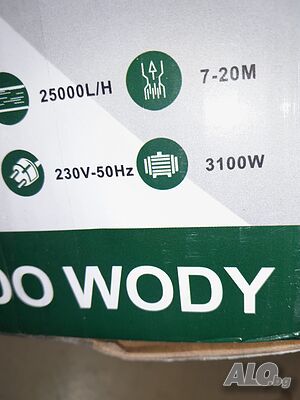 25000L/H
7-20M
230V-50Hz
3100W
DO WODY
ALO.bg